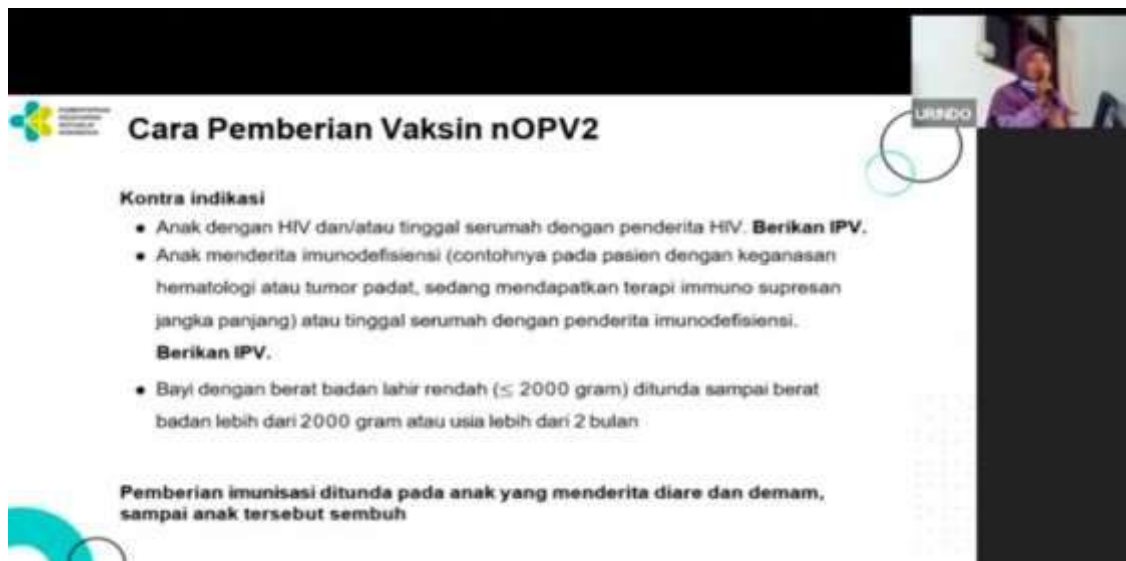 Cara Pemberian Vaksin nOPV2
URINDO
Kontra indikasi
• Anak dengan HIV dan/atau tinggal serumah dengan penderita HIV. Berikan IPV.
• Anak menderita imunodefisiensi (contohnya pada pasien dengan keganasan
hematologi atau tumor padat, sedang mendapatkan terapi immuno supresan
jangka panjang) atau tinggal serumah dengan penderita imunodefisiensi.
Berikan IPV.
• Bayi dengan berat badan lahir rendah (≤ 2000 gram) ditunda sampai berat
badan lebih dari 2000 gram atau usia lebih dari 2 bulan
Pemberian imunisasi ditunda pada anak yang menderita diare dan demam,
sampai anak tersebut sembuh